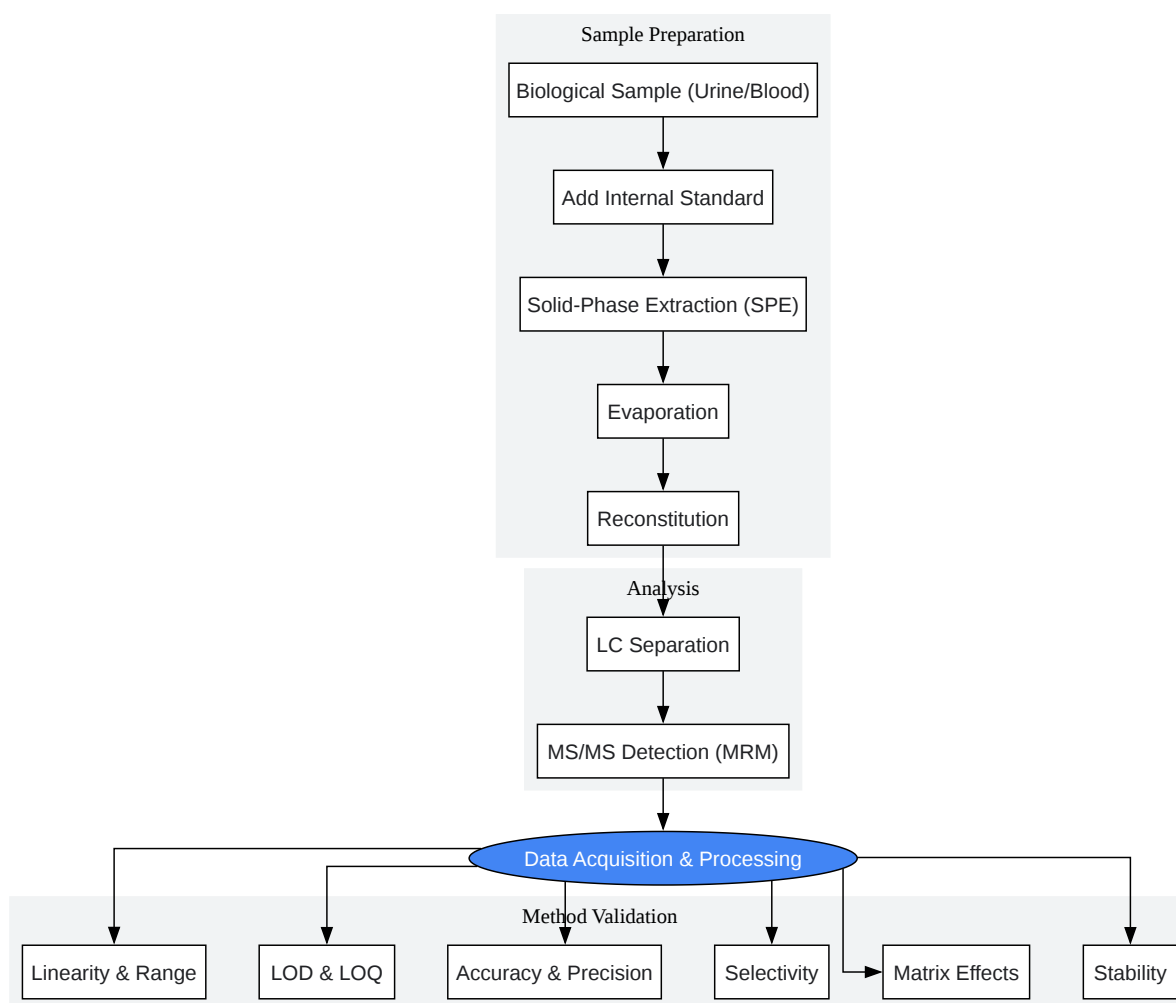 Sample Preparation
Biological Sample (Urine/Blood)
Add Internal Standard
Solid-Phase Extraction (SPE)
Evaporation
Reconstitution
Analysis
LC Separation
MS/MS Detection (MRM)
Data Acquisition & Processing
Method Validation
Linearity & Range
LOD & LOQ
Accuracy & Precision
Selectivity
Matrix Effects
Stability